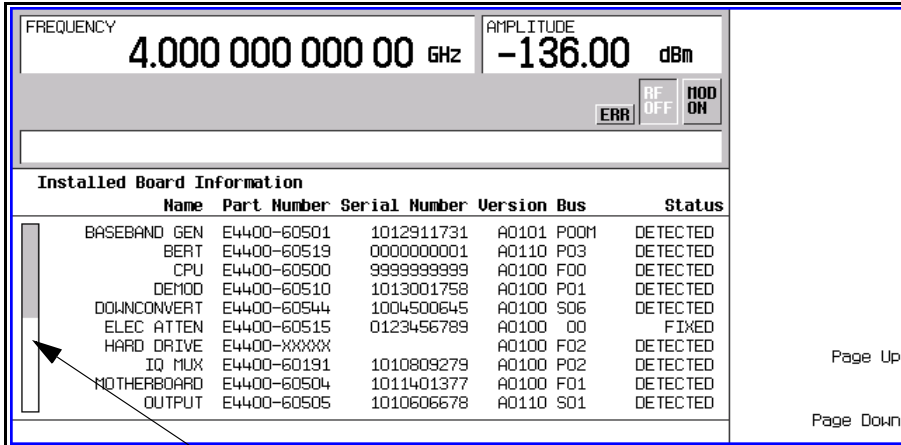 FREQUENCY
4.000 000 000 00 GHz
AMPLITUDE
-136.00 dBm
ERR
RF OFF
MOD ON
Installed Board Information
Name Part Number Serial Number Version Bus Status
BASEBAND GEN E4400-60501 1012911731 A0101 P00M DETECTED
BERT E4400-60519 0000000001 A0110 P03 DETECTED
CPU E4400-60500 9999999999 A0100 F00 DETECTED
DEMOD E4400-60510 1013001758 A0100 P01 DETECTED
DOWNCONVERT E4400-60544 1004500645 A0100 S06 DETECTED
ELEC ATTEN E4400-60515 0123456789 A0100 00 FIXED
HARD DRIVE E4400-XXXXX A0100 F02 DETECTED
IQ MUX E4400-60191 1010809279 A0100 P02 DETECTED
MOTHERBOARD E4400-60504 1011401377 A0100 F01 DETECTED
OUTPUT E4400-60505 1010606678 A0110 S01 DETECTED
Page Up
Page Down